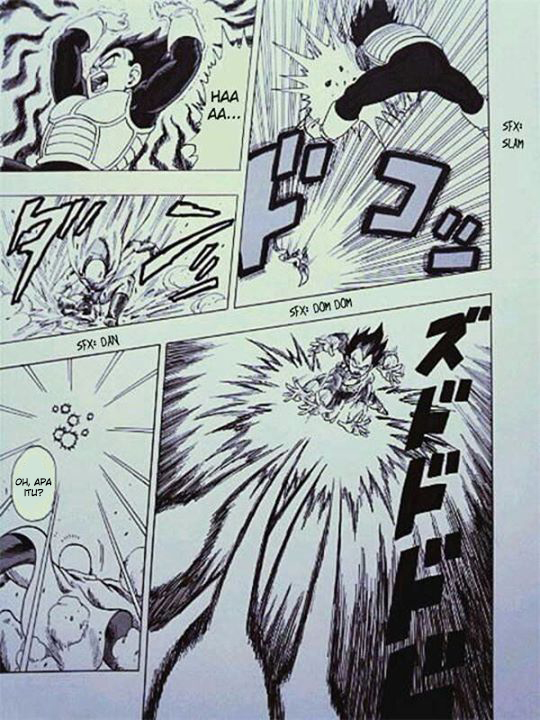 HAA
AA...
ドコッ
SFX: SLAM
SFX: DOM DOM
ダン
SFX: DAN
OH, APA
ITU?
ズドドドド